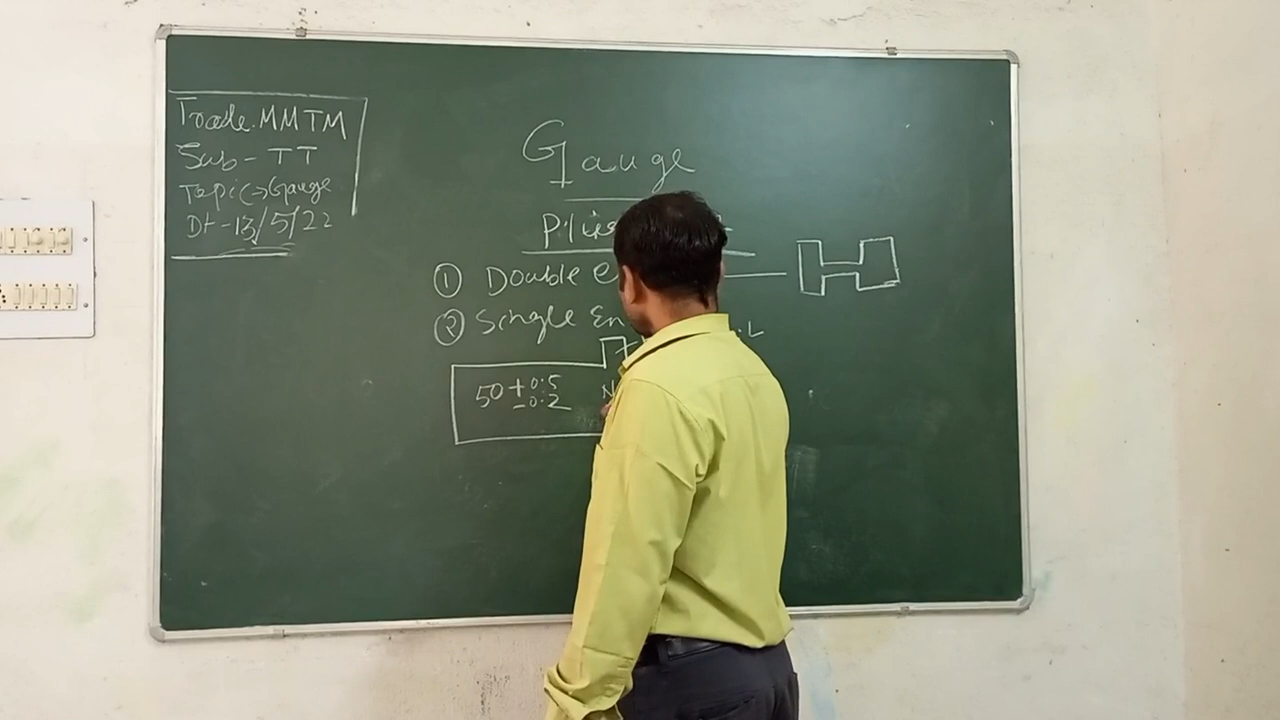 Trade. MMTM
Sub - TT
Topic → Gauge
Dt - 13/5/22
Gauge
① Double
② Single En
50 +0.5
-0.2